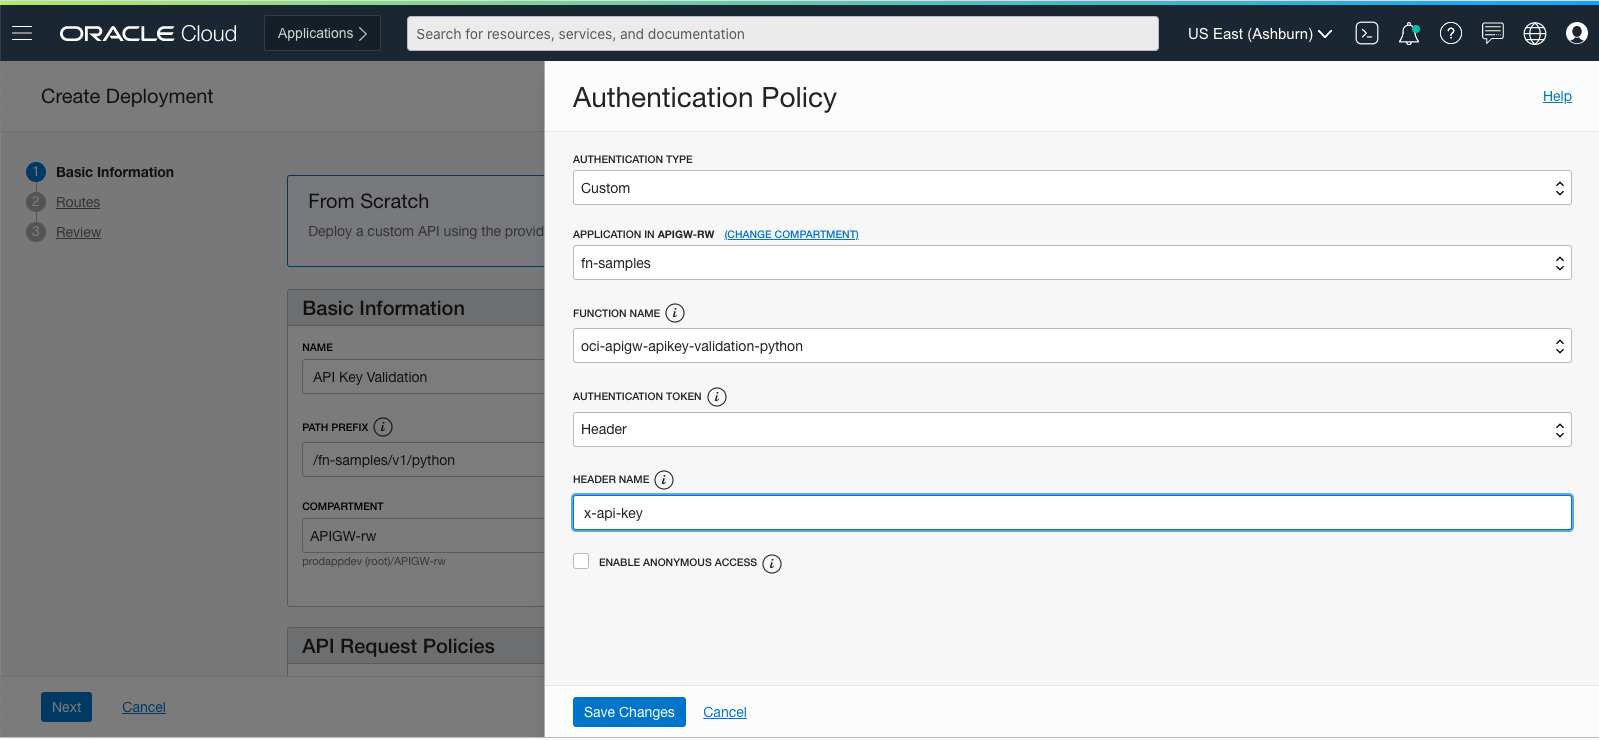 ORACLE Cloud
Applications
Search for resources, services, and documentation
US East (Ashburn)
Create Deployment
1 Basic Information
2 Routes
3 Review
From Scratch
Deploy a custom API using the provid
Basic Information
NAME
API Key Validation
PATH PREFIX i
/fn-samples/v1/python
COMPARTMENT
APIGW-rw
prodappdev (root)/APIGW-rw
API Request Policies
Next Cancel
Authentication Policy
Help
AUTHENTICATION TYPE
Custom
APPLICATION IN APIGW-RW (CHANGE COMPARTMENT)
fn-samples
FUNCTION NAME i
oci-apigw-apikey-validation-python
AUTHENTICATION TOKEN i
Header
HEADER NAME i
x-api-key
ENABLE ANONYMOUS ACCESS i
Save Changes Cancel